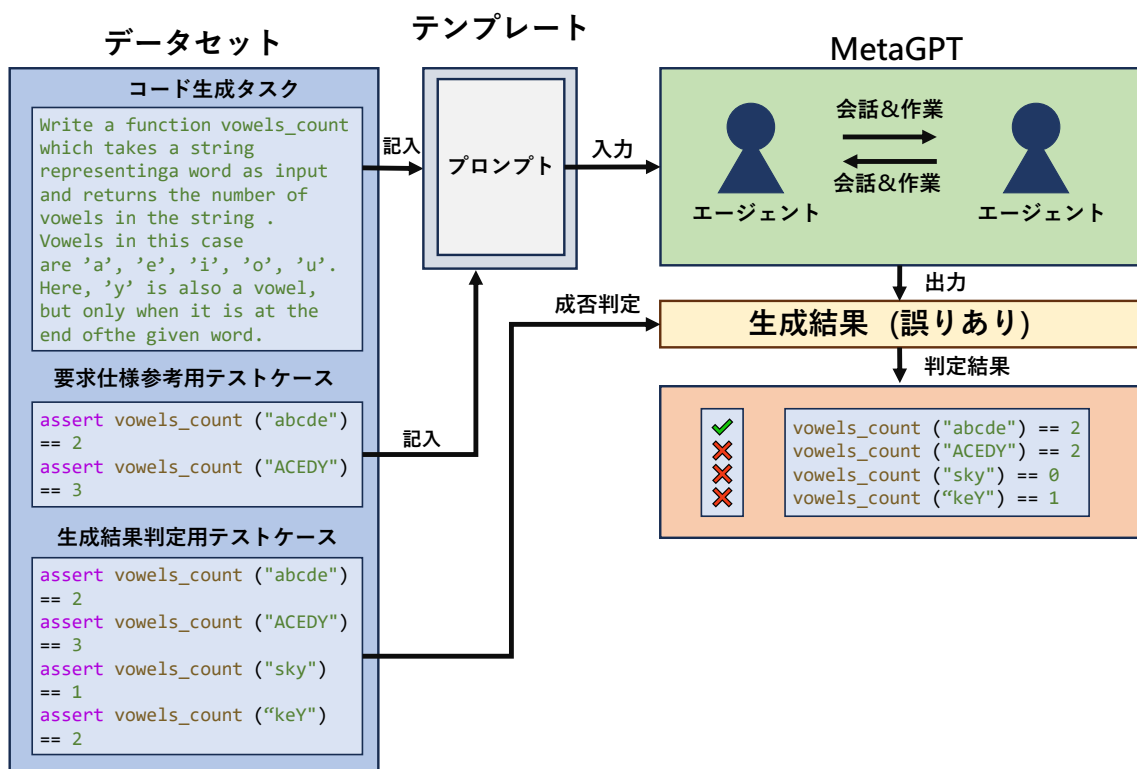 データセット
コード生成タスク
Write a function vowels_count
which takes a string
representinga word as input
and returns the number of
vowels in the string .
Vowels in this case
are ’a’, ’e’, ’i’, ’o’, ’u’.
Here, ’y’ is also a vowel,
but only when it is at the
end ofthe given word.
要求仕様参考用テストケース
assert vowels_count ("abcde")
== 2
assert vowels_count ("ACEDY")
== 3
生成結果判定用テストケース
assert vowels_count ("abcde")
== 2
assert vowels_count ("ACEDY")
== 3
assert vowels_count ("sky")
== 1
assert vowels_count (“keY")
== 2
記入
記入
テンプレート
プロンプト
入力
成否判定
MetaGPT
会話&作業
会話&作業
エージェント
エージェント
出力
生成結果 (誤りあり)
判定結果
vowels_count ("abcde") == 2
vowels_count ("ACEDY") == 2
vowels_count ("sky") == 0
vowels_count (“keY") == 1